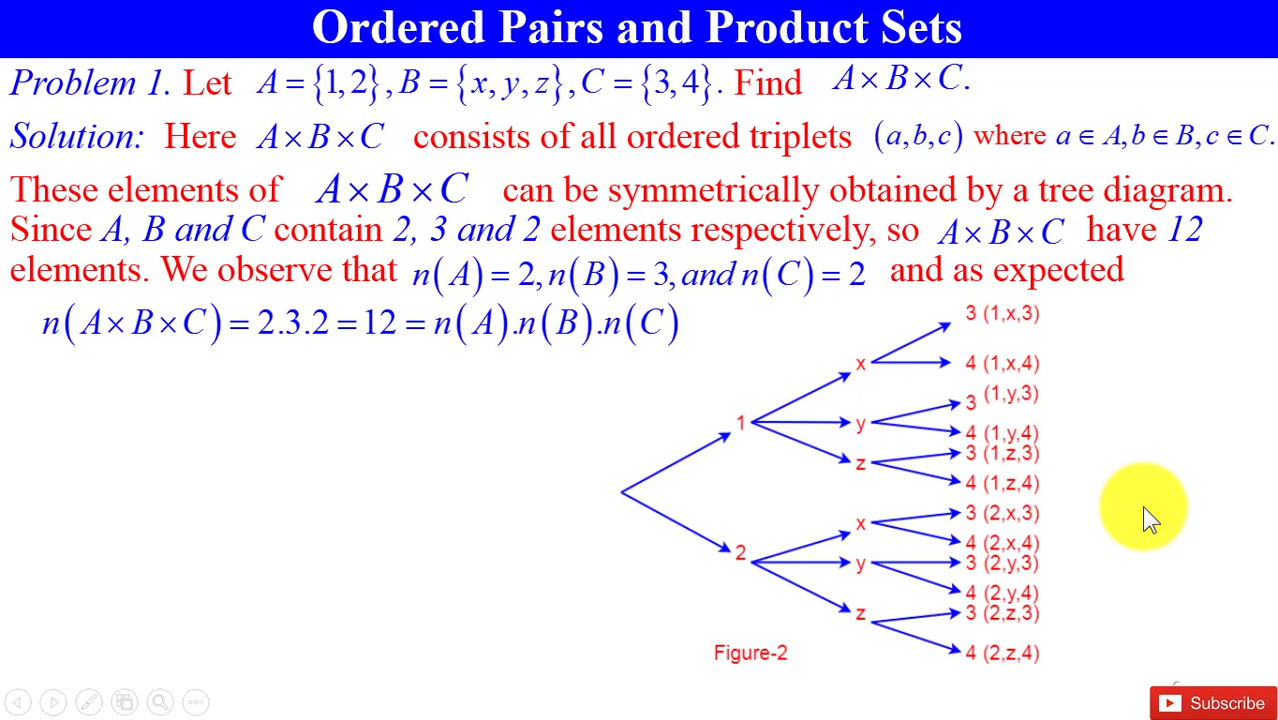 Ordered Pairs and Product Sets
Problem 1. Let A = {1, 2}, B = {x, y, z}, C = {3, 4}. Find A × B × C.
Solution: Here A × B × C consists of all ordered triplets (a,b,c) where a ∈ A, b ∈ B, c ∈ C.
These elements of A × B × C can be symmetrically obtained by a tree diagram.
Since A, B and C contain 2, 3 and 2 elements respectively, so A × B × C have 12
elements. We observe that n(A) = 2, n(B) = 3, and n(C) = 2 and as expected
n(A × B × C) = 2.3.2 = 12 = n(A).n(B).n(C)
3 (1,x,3)
x
4 (1,x,4)
3 (1,y,3)
1
y
4 (1,y,4)
3 (1,z,3)
z
4 (1,z,4)
3 (2,x,3)
x
4 (2,x,4)
2
y
3 (2,y,3)
4 (2,y,4)
z
3 (2,z,3)
4 (2,z,4)
Figure-2
Subscribe